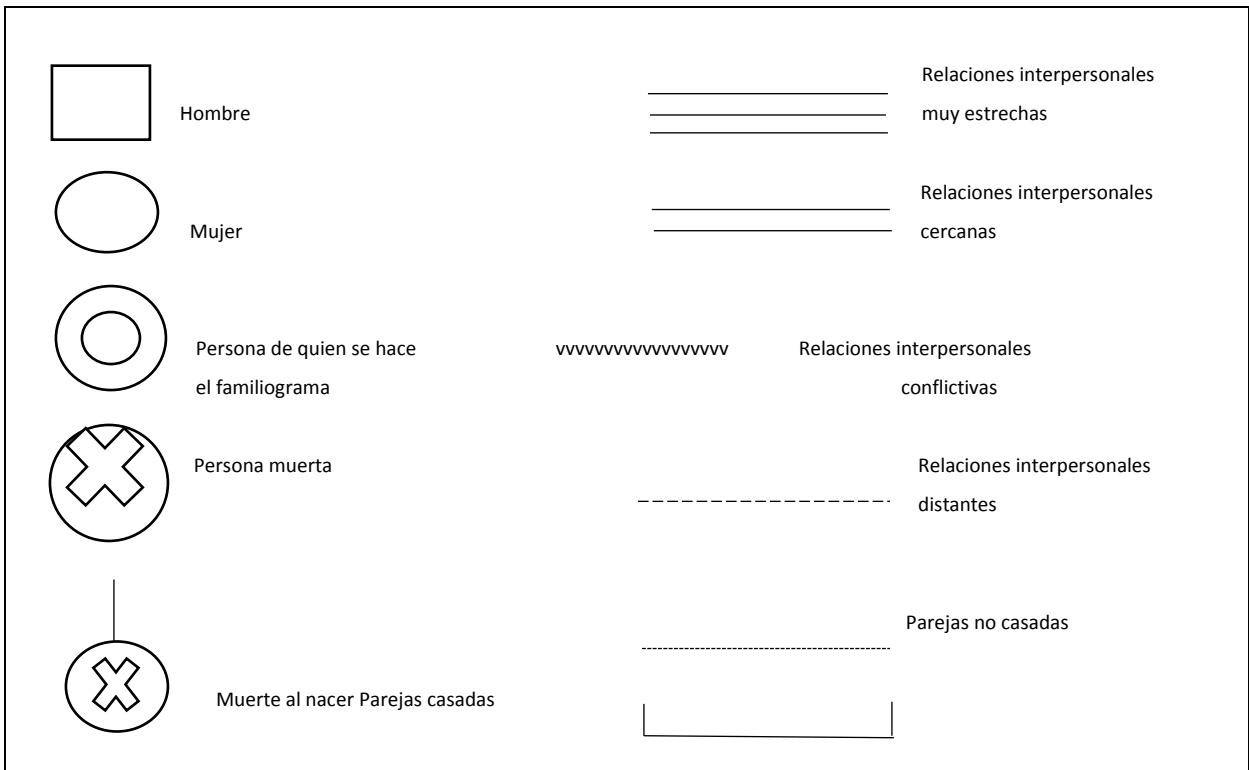 Relaciones interpersonales
Hombre
muy estrechas
Relaciones interpersonales
Mujer
cercanas
Persona de quien se hace
vvvvvvvvvvvvvvvvvv
Relaciones interpersonales
el familiograma
conflictivas
Persona muerta
Relaciones interpersonales
distantes
Parejas no casadas
Muerte al nacer Parejas casadas